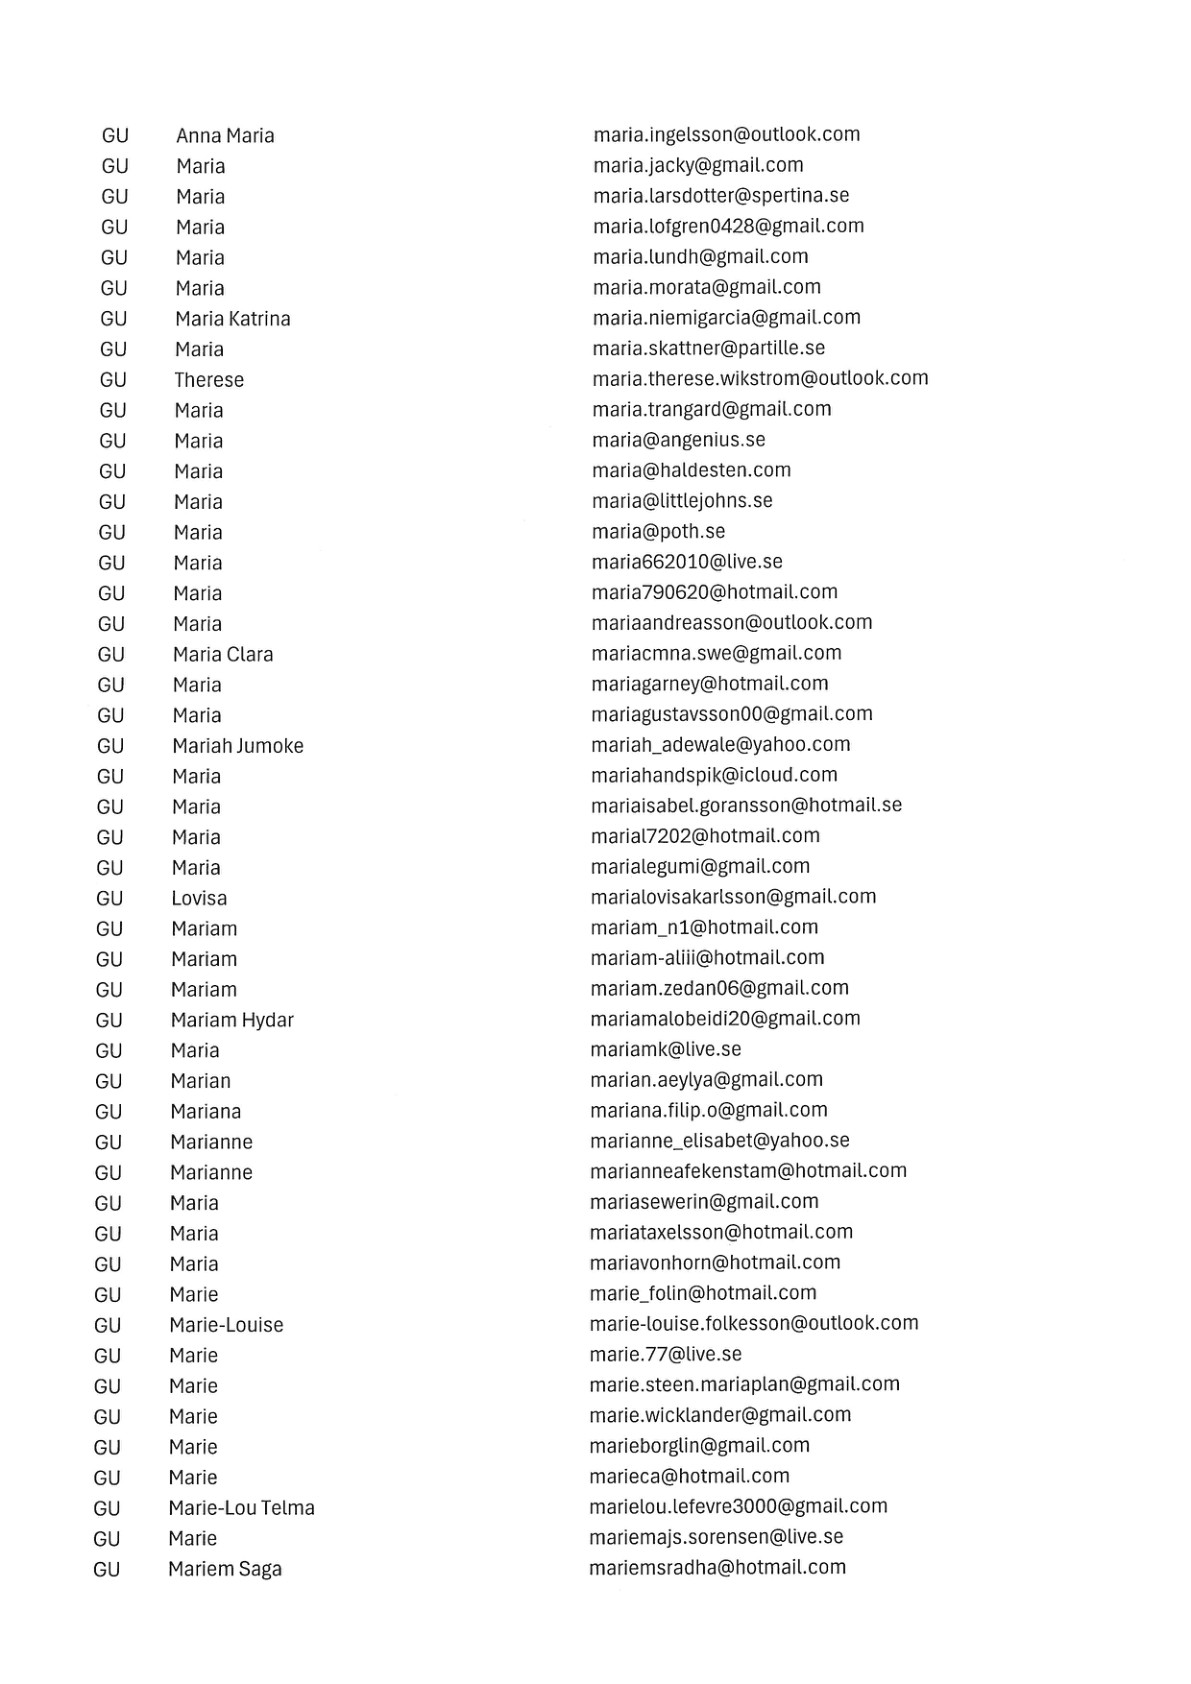 GU Anna Maria maria.ingelsson@outlook.com
GU Maria maria.jacky@gmail.com
GU Maria maria.larsdotter@spertina.se
GU Maria maria.lofgren0428@gmail.com
GU Maria maria.lundh@gmail.com
GU Maria maria.morata@gmail.com
GU Maria Katrina maria.niemigarcia@gmail.com
GU Maria maria.skattner@partille.se
GU Therese maria.therese.wikstrom@outlook.com
GU Maria maria.trangard@gmail.com
GU Maria maria@angenius.se
GU Maria maria@haldesten.com
GU Maria maria@littlejohns.se
GU Maria maria@poth.se
GU Maria maria662010@live.se
GU Maria maria790620@hotmail.com
GU Maria mariaandreasson@outlook.com
GU Maria Clara mariacmna.swe@gmail.com
GU Maria mariagarney@hotmail.com
GU Maria mariagustavsson00@gmail.com
GU Mariah Jumoke mariah_adewale@yahoo.com
GU Maria mariahandspik@icloud.com
GU Maria mariaisabel.goransson@hotmail.se
GU Maria marial7202@hotmail.com
GU Maria marialegumi@gmail.com
GU Lovisa marialovisakarlsson@gmail.com
GU Mariam mariam_n1@hotmail.com
GU Mariam mariam-aliii@hotmail.com
GU Mariam mariam.zedan06@gmail.com
GU Mariam Hydar mariamalobeidi20@gmail.com
GU Maria mariamk@live.se
GU Marian marian.aeylya@gmail.com
GU Mariana mariana.filip.o@gmail.com
GU Marianne marianne_elisabet@yahoo.se
GU Marianne marianneafekenstam@hotmail.com
GU Maria mariasewerin@gmail.com
GU Maria mariataxelsson@hotmail.com
GU Maria mariavonhorn@hotmail.com
GU Marie marie_folin@hotmail.com
GU Marie-Louise marie-louise.folkesson@outlook.com
GU Marie marie.77@live.se
GU Marie marie.steen.mariaplan@gmail.com
GU Marie marie.wicklander@gmail.com
GU Marie marieborglin@gmail.com
GU Marie marieca@hotmail.com
GU Marie-Lou Telma marielou.lefevre3000@gmail.com
GU Marie mariemajs.sorensen@live.se
GU Mariem Saga mariemsradha@hotmail.com